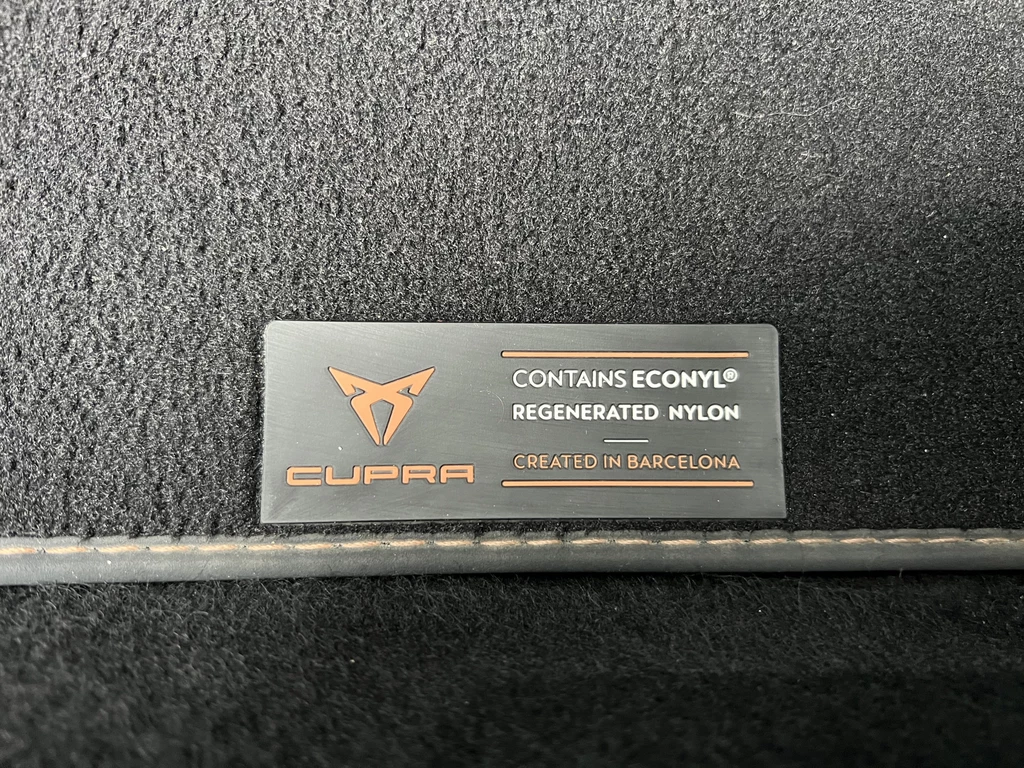 CUPRA
CONTAINS ECONYL®
REGENERATED NYLON
CREATED IN BARCELONA